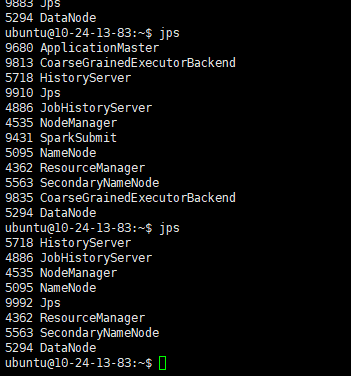 9883 Jps
5294 DataNode
ubuntu@10-24-13-83:~$ jps
9680 ApplicationMaster
9813 CoarseGrainedExecutorBackend
5718 HistoryServer
9910 Jps
4886 JobHistoryServer
4535 NodeManager
9431 SparkSubmit
5095 NameNode
4362 ResourceManager
5563 SecondaryNameNode
9835 CoarseGrainedExecutorBackend
5294 DataNode
ubuntu@10-24-13-83:~$ jps
5718 HistoryServer
4886 JobHistoryServer
4535 NodeManager
5095 NameNode
9992 Jps
4362 ResourceManager
5563 SecondaryNameNode
5294 DataNode
ubuntu@10-24-13-83:~$